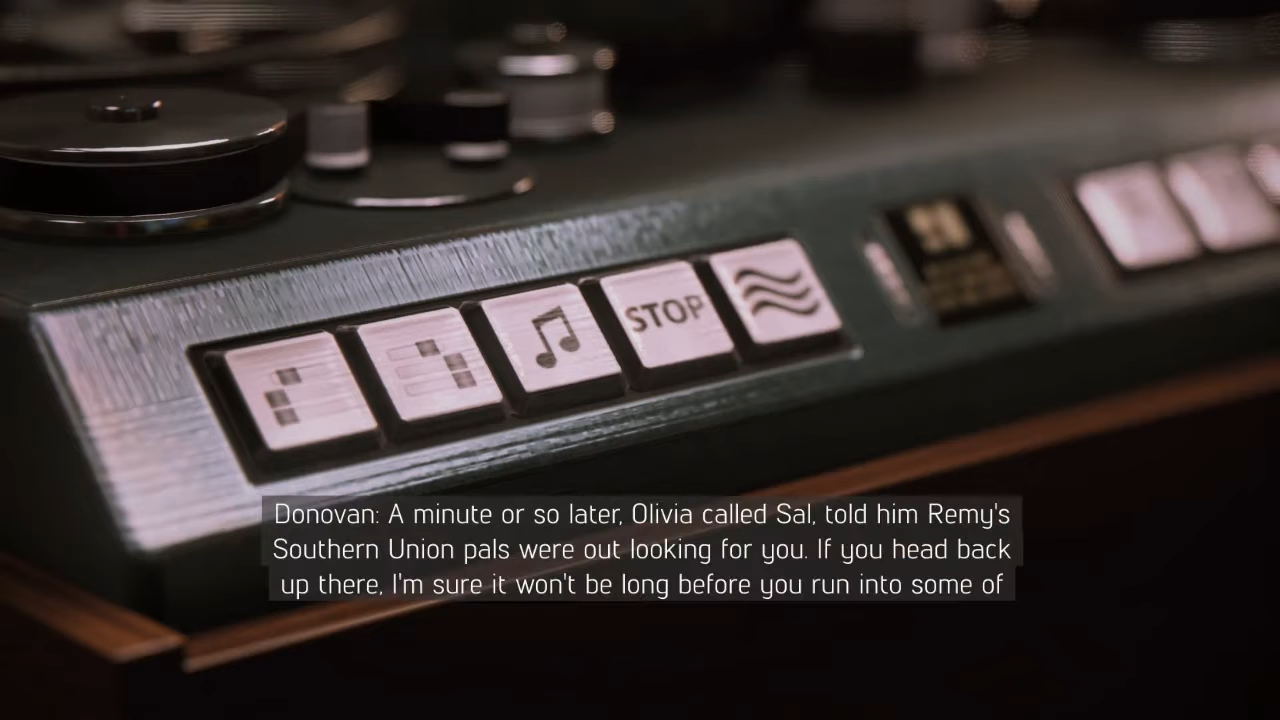 STOP
Donovan: A minute or so later, Olivia called Sal, told him Remy's
Southern Union pals were out looking for you. If you head back
up there, I'm sure it won't be long before you run into some of